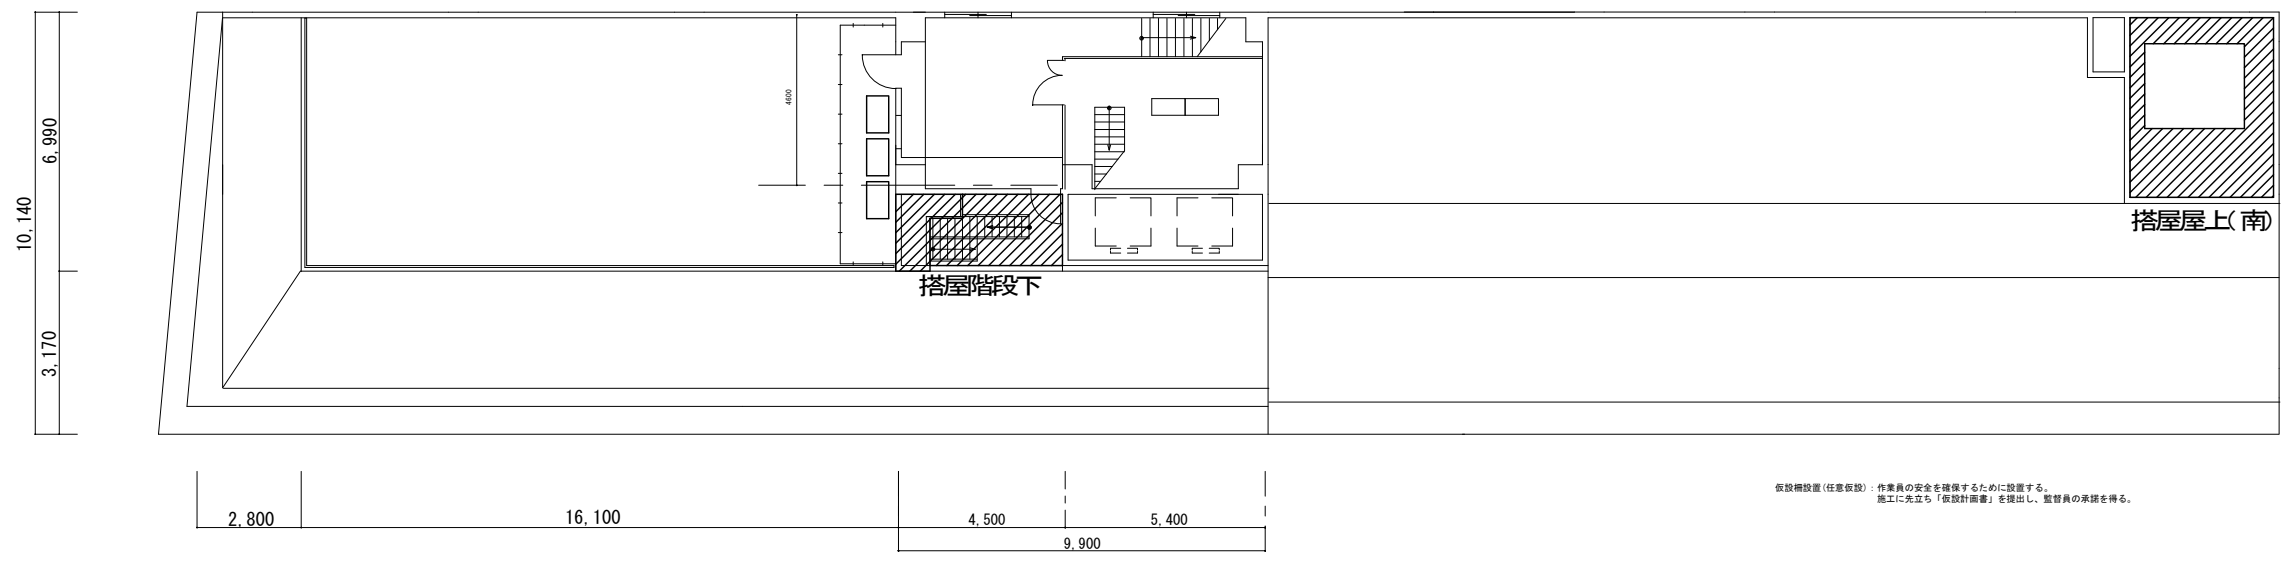 4600
6,990
10,140
3,170
搭屋屋上(南)
搭屋階段下
仮設柵設置(任意仮設):作業員の安全を確保するために設置する。
施工に先立ち「仮設計画書」を提出し、監督員の承諾を得る。
2,800
16,100
4,500
5,400
9,900